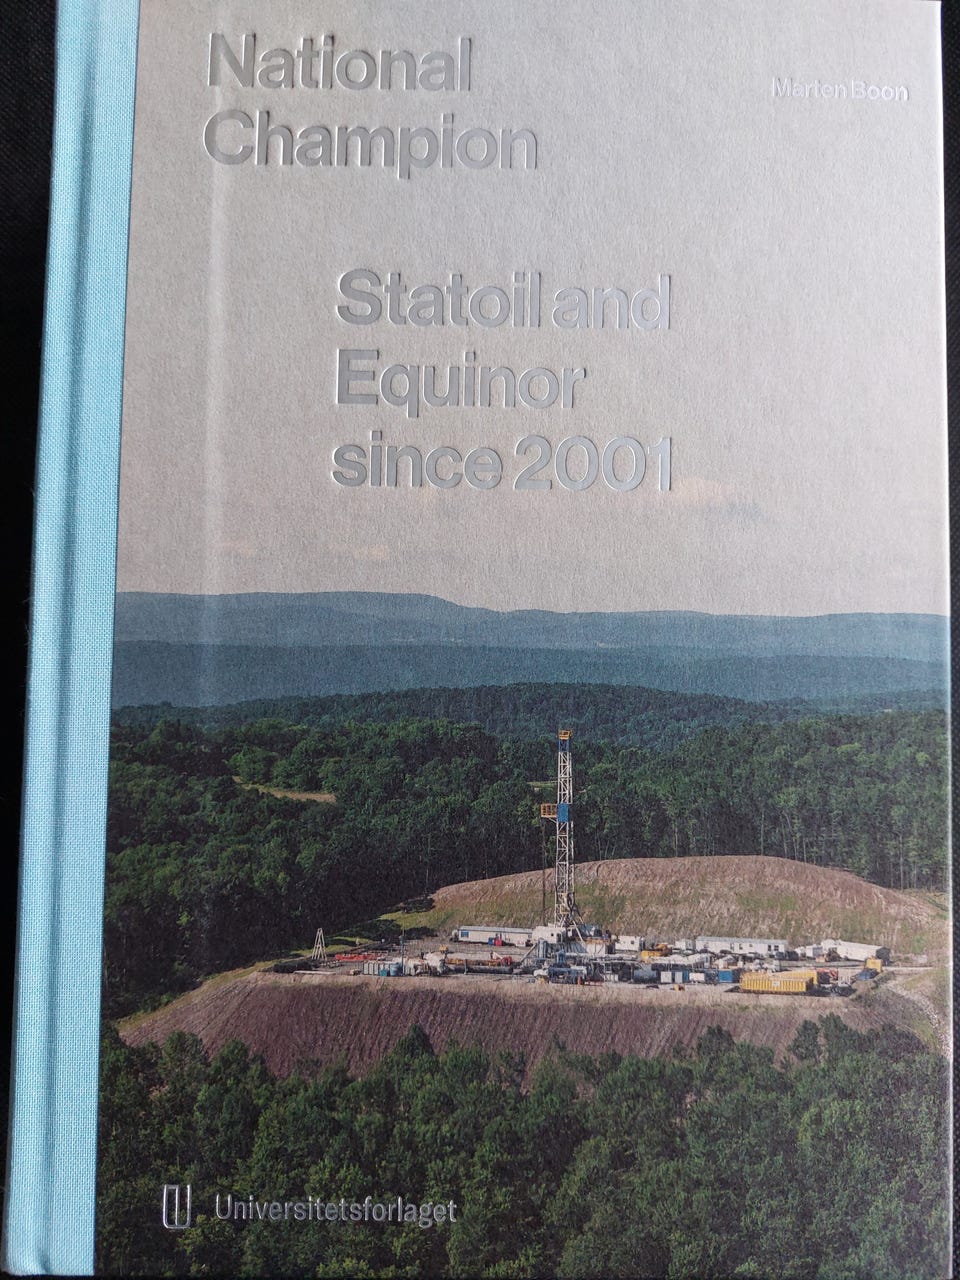 National
Champion
Marten Boon
Statoil and
Equinor
since 2001
Universitetsforlaget